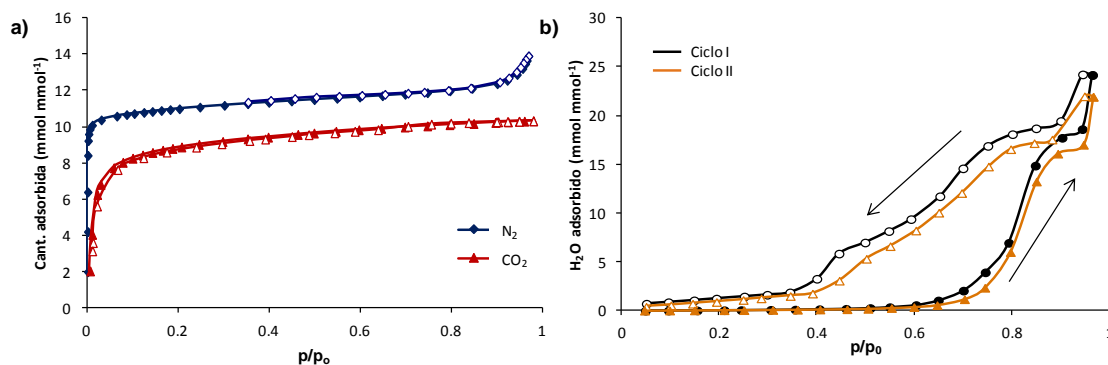 a)
Cant. adsorbida (mmol mmol⁻¹)
16
14
12
10
8
6
4
2
0
0
0.2
0.4
0.6
0.8
1
p/pₒ
N₂
CO₂
b)
H₂O adsorbido (mmol mmol⁻¹)
30
25
20
15
10
5
0
0
0.2
0.4
0.6
0.8
1
p/p₀
Ciclo I
Ciclo II